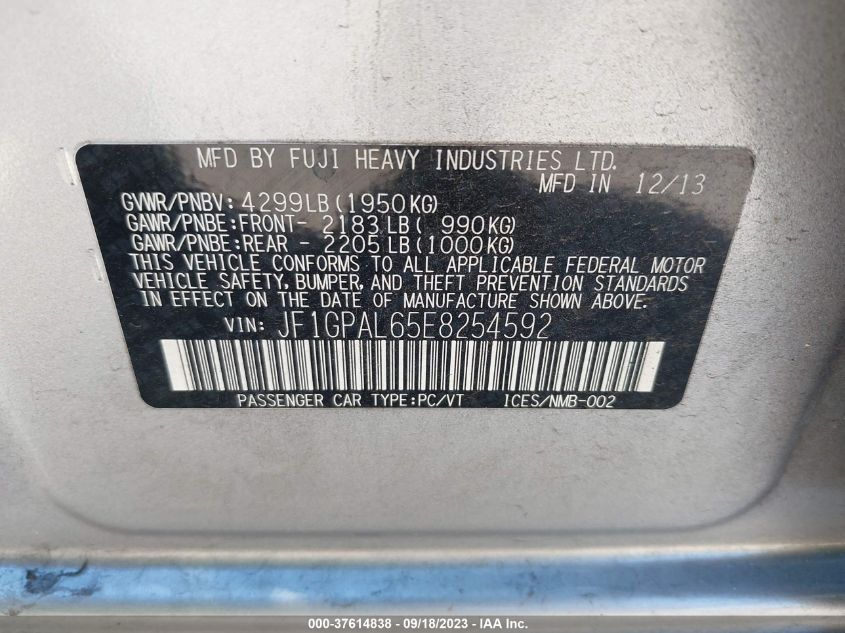 MFD BY FUJI HEAVY INDUSTRIES LTD.
MFD IN 12/13
GVWR/PNBV: 4299LB (1950KG)
GAWR/PNBE:FRONT- 2183LB ( 990KG)
GAWR/PNBE:REAR - 2205LB (1000KG)
THIS VEHICLE CONFORMS TO ALL APPLICABLE FEDERAL MOTOR
VEHICLE SAFETY, BUMPER, AND THEFT PREVENTION STANDARDS
IN EFFECT ON THE DATE OF MANUFACTURE SHOWN ABOVE.
VIN: JF1GPAL65E8254592
PASSENGER CAR TYPE:PC/VT ICES/NMB-002
000-37614838 - 09/18/2023 - IAA Inc.